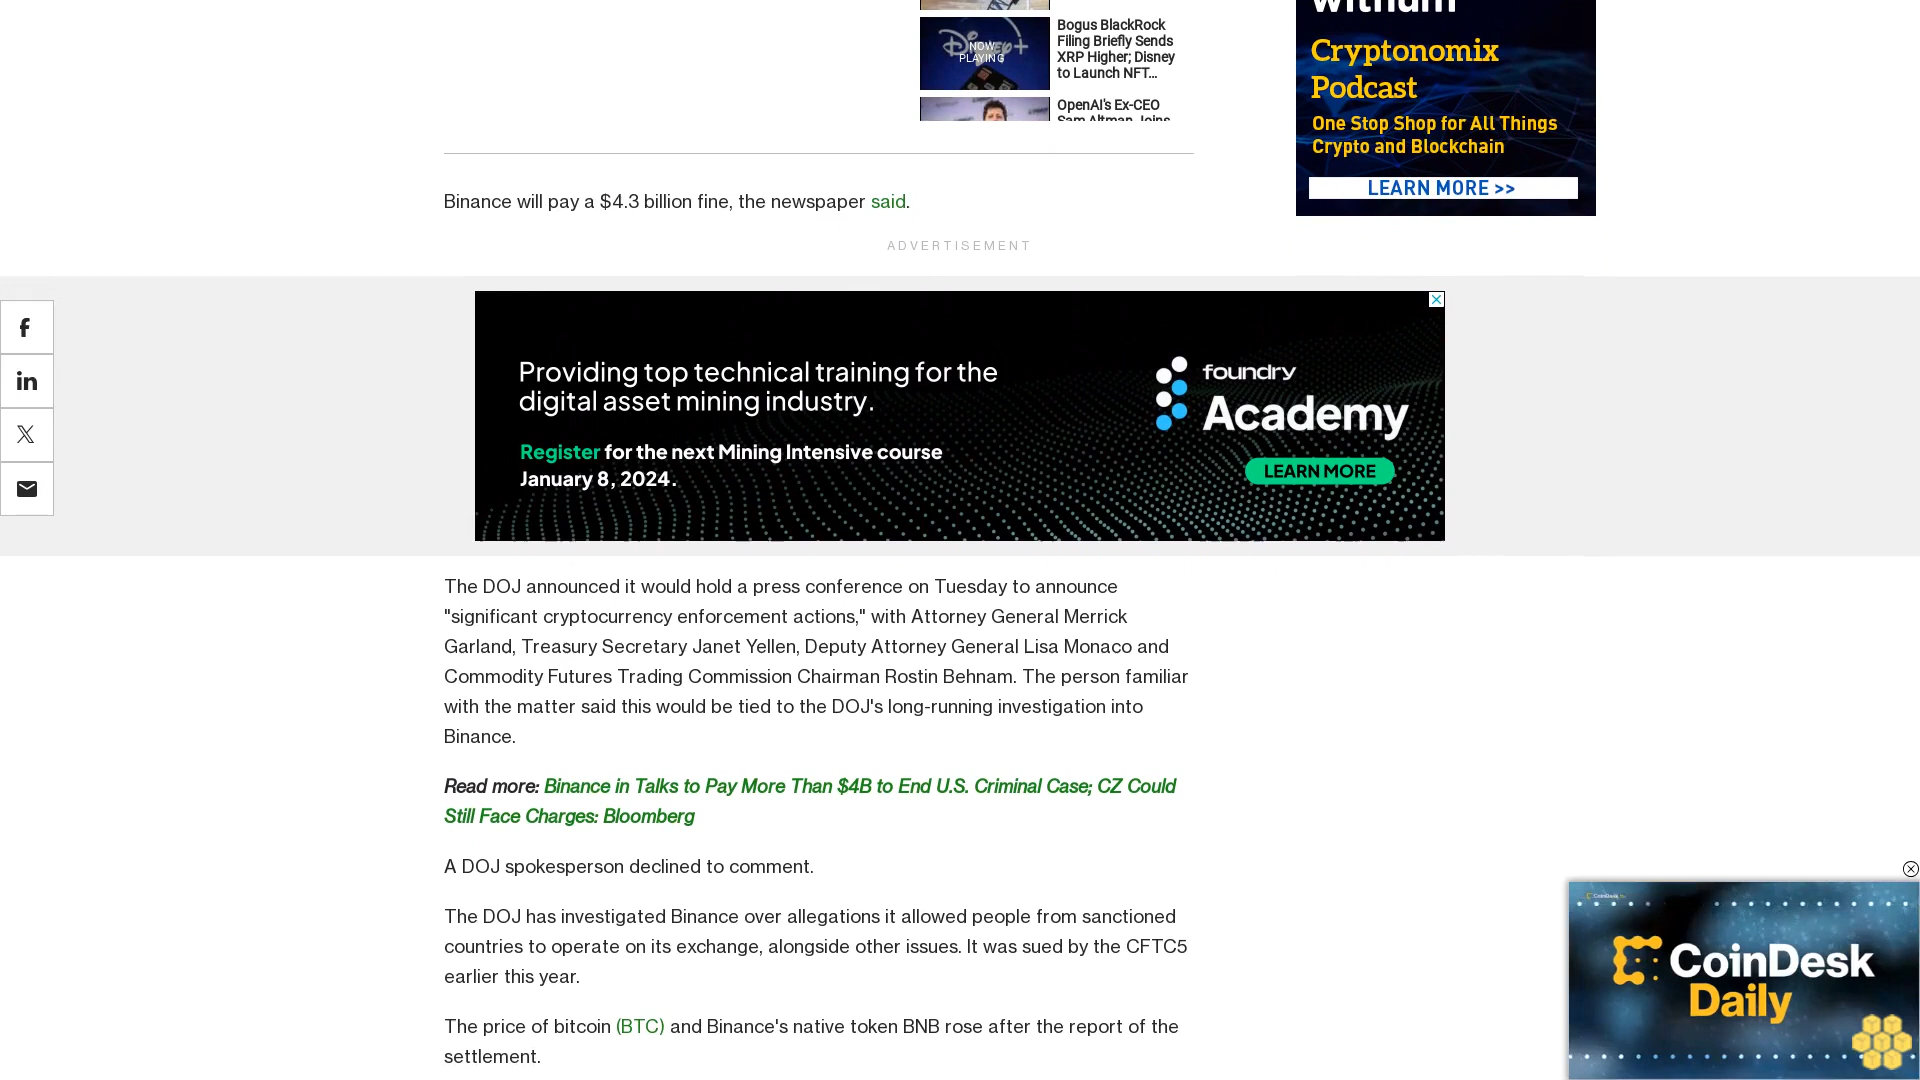 Bogus BlackRock
Filing Briefly Sends
XRP Higher; Disney
to Launch NFT...
Disney+
NOW
PLAYING
OpenAI's Ex-CEO
Sam Altman Joins
withum
Cryptonomix
Podcast
One Stop Shop for All Things
Crypto and Blockchain
LEARN MORE >>
Binance will pay a $4.3 billion fine, the newspaper said.
ADVERTISEMENT
Providing top technical training for the
digital asset mining industry.
Register for the next Mining Intensive course
January 8, 2024.
foundry
Academy
LEARN MORE
The DOJ announced it would hold a press conference on Tuesday to announce
"significant cryptocurrency enforcement actions," with Attorney General Merrick
Garland, Treasury Secretary Janet Yellen, Deputy Attorney General Lisa Monaco and
Commodity Futures Trading Commission Chairman Rostin Behnam. The person familiar
with the matter said this would be tied to the DOJ's long-running investigation into
Binance.
Read more: Binance in Talks to Pay More Than $4B to End U.S. Criminal Case; CZ Could
Still Face Charges: Bloomberg
A DOJ spokesperson declined to comment.
The DOJ has investigated Binance over allegations it allowed people from sanctioned
countries to operate on its exchange, alongside other issues. It was sued by the CFTC5
earlier this year.
The price of bitcoin (BTC) and Binance's native token BNB rose after the report of the
settlement.
CoinDesk
Daily